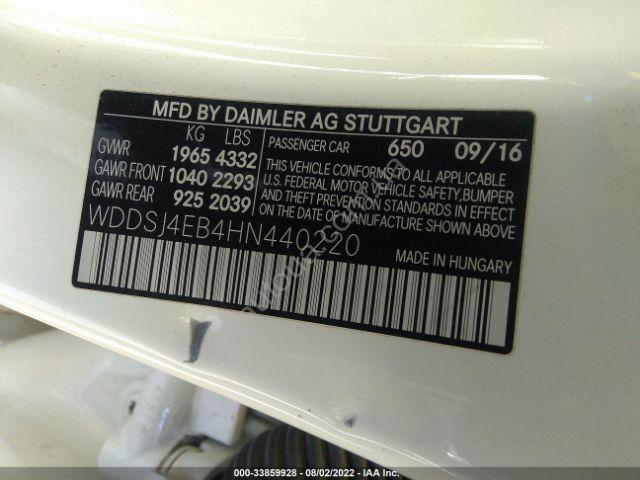 MFD BY DAIMLER AG STUTTGART
KG LBS
GVWR 1965 4332
GAWR FRONT 1040 2293
GAWR REAR 925 2039
PASSENGER CAR 650 09/16
THIS VEHICLE CONFORMS TO ALL APPLICABLE
U.S. FEDERAL MOTOR VEHICLE SAFETY, BUMPER
AND THEFT PREVENTION STANDARDS IN EFFECT
ON THE DATE OF MANUFACTURE SHOWN ABOVE.
WDDSJ4EB4HN440220
MADE IN HUNGARY
000-33859928 - 08/02/2022 - IAA Inc.